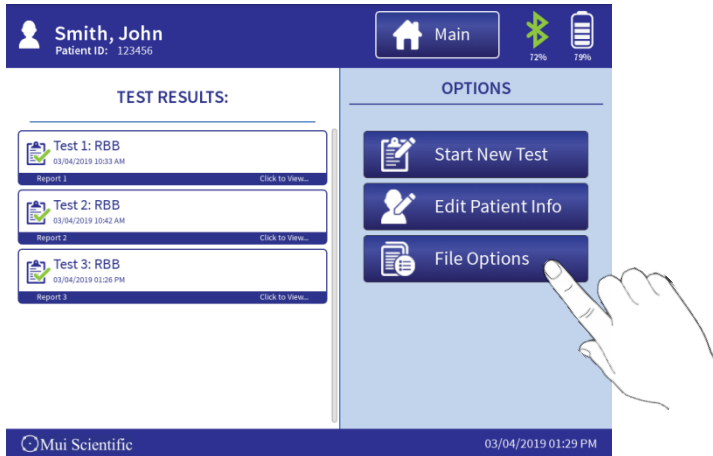 Smith, John
Patient ID: 123456
Main
72%
79%
TEST RESULTS:
Test 1: RBB
03/04/2019 10:33 AM
Report 1 Click to View...
Test 2: RBB
03/04/2019 10:42 AM
Report 2 Click to View...
Test 3: RBB
03/04/2019 01:26 PM
Report 3 Click to View...
OPTIONS
Start New Test
Edit Patient Info
File Options
Mui Scientific
03/04/2019 01:29 PM